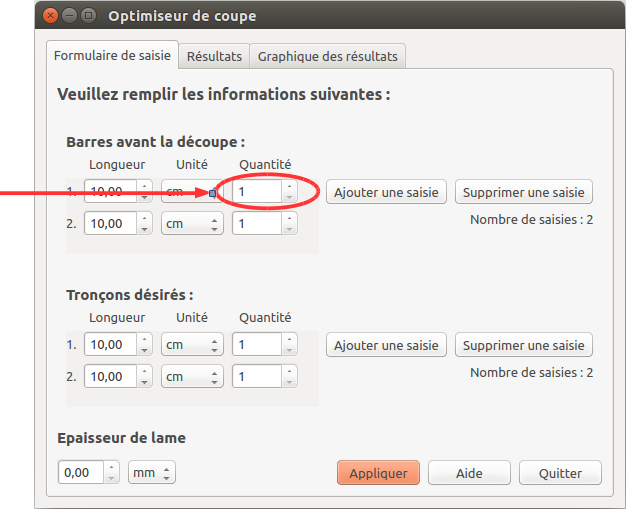 Optimiseur de coupe
Formulaire de saisie Résultats Graphique des résultats
Veuillez remplir les informations suivantes :
Barres avant la découpe :
Longueur Unité Quantité
1. 10,00 cm 1 Ajouter une saisie Supprimer une saisie
Nombre de saisies : 2
2. 10,00 cm 1
Tronçons désirés :
Longueur Unité Quantité
1. 10,00 cm 1 Ajouter une saisie Supprimer une saisie
Nombre de saisies : 2
2. 10,00 cm 1
Epaisseur de lame
0,00 mm Appliquer Aide Quitter